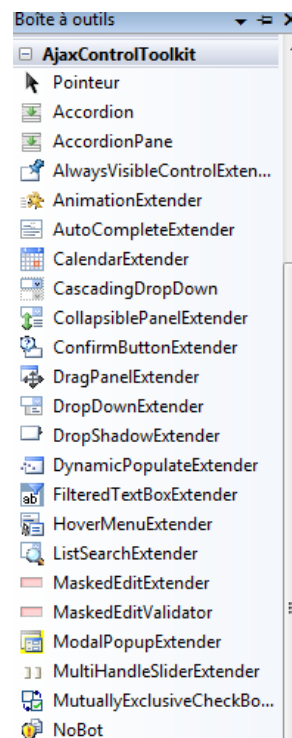 Boîte à outils
AjaxControlToolkit
Pointeur
Accordion
AccordionPane
AlwaysVisibleControlExten...
AnimationExtender
AutoCompleteExtender
CalendarExtender
CascadingDropDown
CollapsiblePanelExtender
ConfirmButtonExtender
DragPanelExtender
DropDownExtender
DropShadowExtender
DynamicPopulateExtender
FilteredTextBoxExtender
HoverMenuExtender
ListSearchExtender
MaskedEditExtender
MaskedEditValidator
ModalPopupExtender
MultiHandleSliderExtender
MutuallyExclusiveCheckBo...
NoBot